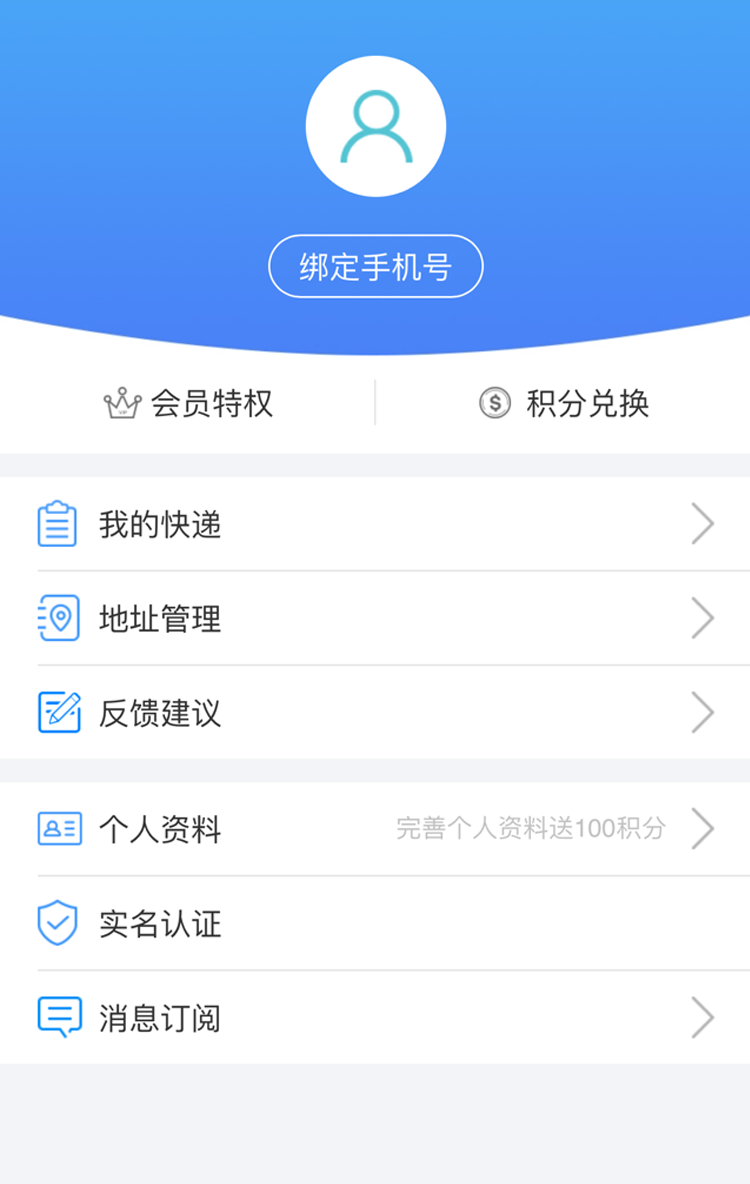 绑定手机号
会员特权
积分兑换
我的快递
地址管理
反馈建议
个人资料 完善个人资料送100积分
实名认证
消息订阅